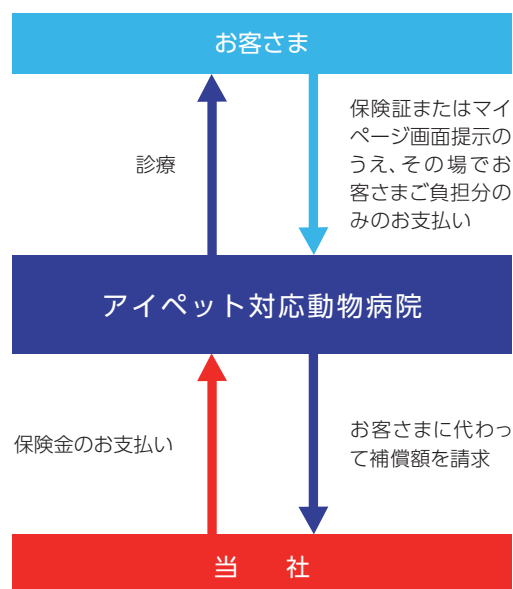 お客さま
診療
保険証またはマイ
ページ画面提示の
うえ、その場でお
客さまご負担分の
みのお支払い
アイペット対応動物病院
保険金のお支払い
お客さまに代わっ
て補償額を請求
当　社